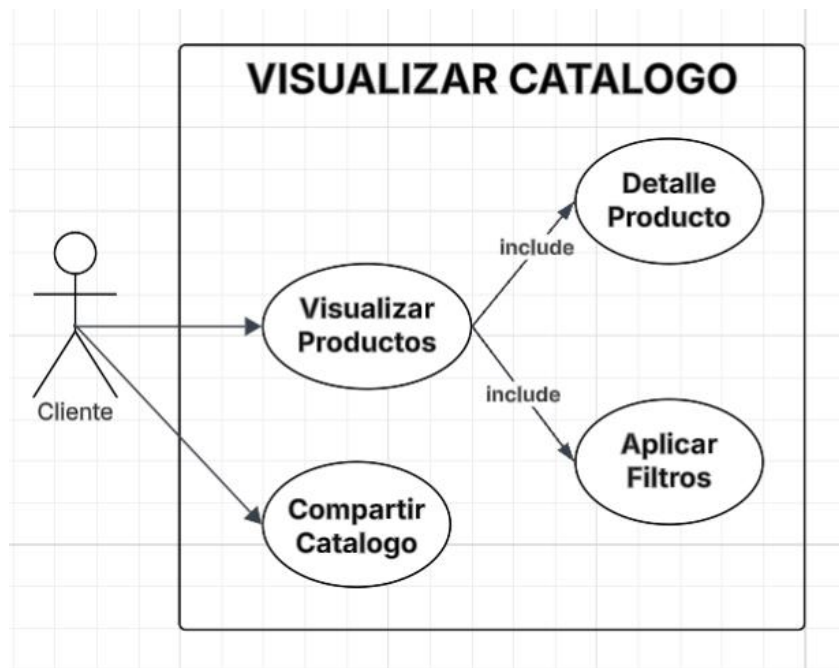 VISUALIZAR CATALOGO
Detalle
Producto
include
Visualizar
Productos
include
Cliente
Aplicar
Filtros
Compartir
Catalogo